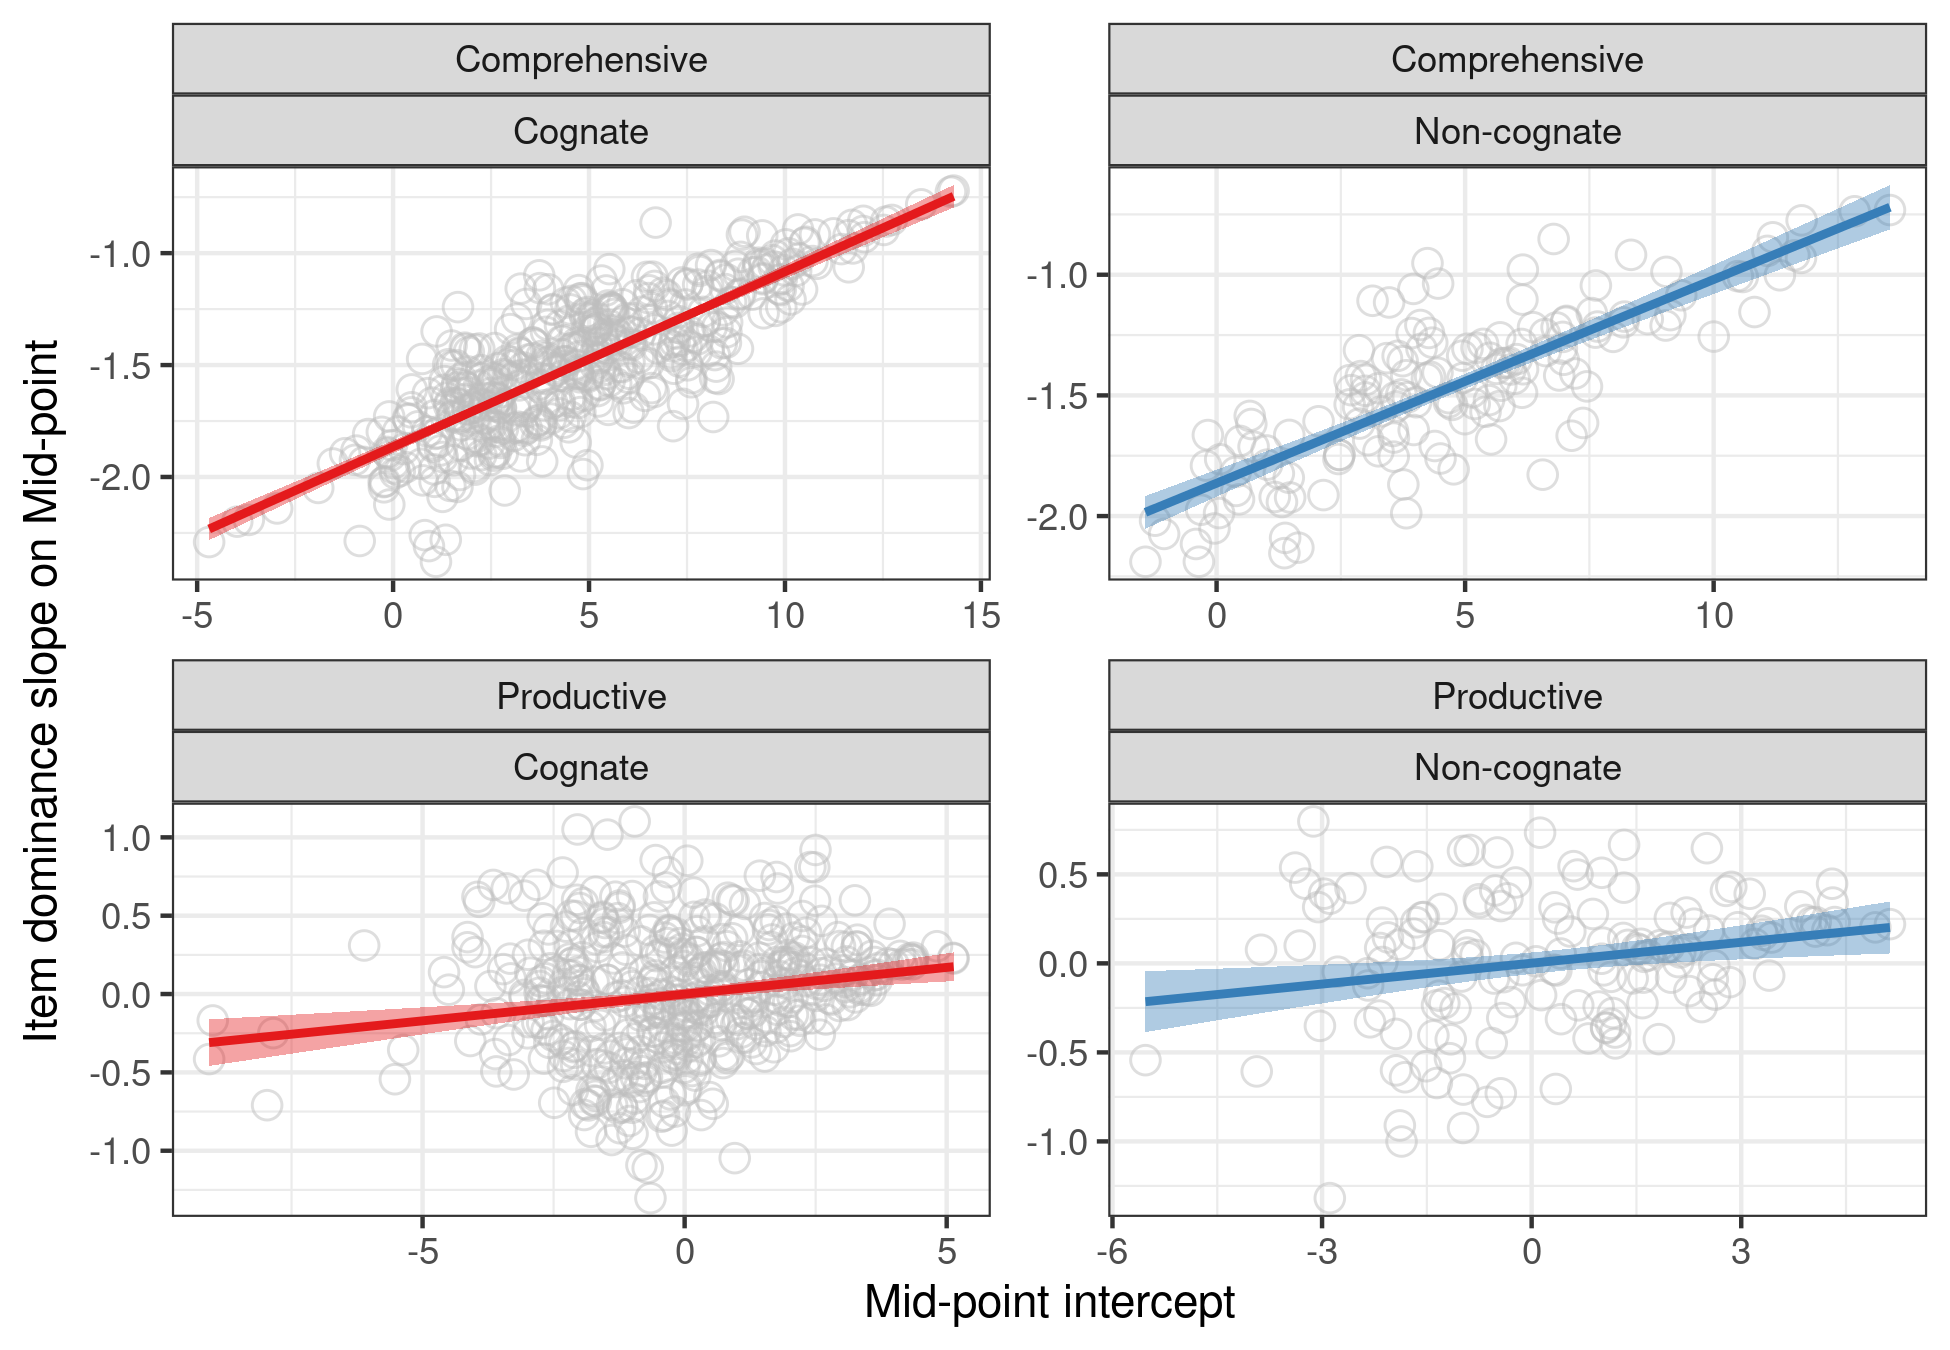 Comprehensive
Cognate
-1.0
-1.5
-2.0
-5 0 5 10 15
Comprehensive
Non-cognate
-1.0
-1.5
-2.0
0 5 10
Productive
Cognate
1.0
0.5
0.0
-0.5
-1.0
-5 0 5
Productive
Non-cognate
0.5
0.0
-0.5
-1.0
-6 -3 0 3
Item dominance slope on Mid-point
Mid-point intercept